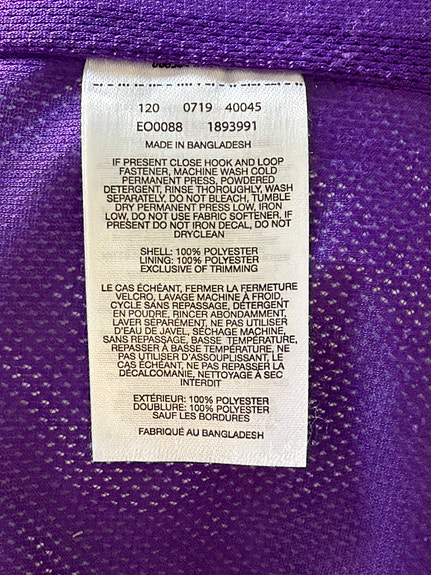 120 0719 40045
EO0088 1893991
MADE IN BANGLADESH
IF PRESENT CLOSE HOOK AND LOOP
FASTENER, MACHINE WASH COLD
PERMANENT PRESS, POWDERED
DETERGENT, RINSE THOROUGHLY, WASH
SEPARATELY, DO NOT BLEACH, TUMBLE
DRY PERMANENT PRESS LOW, IRON
LOW, DO NOT USE FABRIC SOFTENER, IF
PRESENT DO NOT IRON DECAL, DO NOT
DRYCLEAN
SHELL: 100% POLYESTER
LINING: 100% POLYESTER
EXCLUSIVE OF TRIMMING
LE CAS ÉCHÉANT, FERMER LA FERMETURE
VELCRO, LAVAGE MACHINE À FROID,
CYCLE SANS REPASSAGE, DÉTERGENT
EN POUDRE, RINCER ABONDAMMENT,
LAVER SÉPARÉMENT, NE PAS UTILISER
D'EAU DE JAVEL, SÉCHAGE MACHINE,
SANS REPASSAGE, BASSE TEMPÉRATURE,
REPASSER À BASSE TEMPÉRATURE, NE
PAS UTILISER D'ASSOUPLISSANT, LE
CAS ÉCHÉANT, NE PAS REPASSER LA
DÉCALCOMANIE, NETTOYAGE À SEC
INTERDIT
EXTÉRIEUR: 100% POLYESTER
DOUBLURE: 100% POLYESTER
SAUF LES BORDURES
FABRIQUÉ AU BANGLADESH